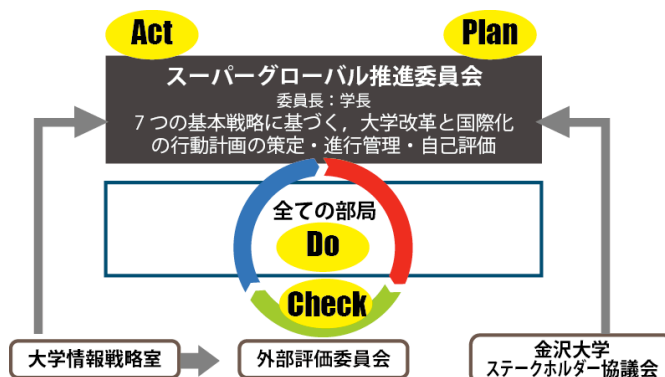 Act
Plan
スーパーグローバル推進委員会
委員長：学長
7つの基本戦略に基づく，大学改革と国際化
の行動計画の策定・進行管理・自己評価
全ての部局
Do
Check
大学情報戦略室
外部評価委員会
金沢大学
ステークホルダー協議会